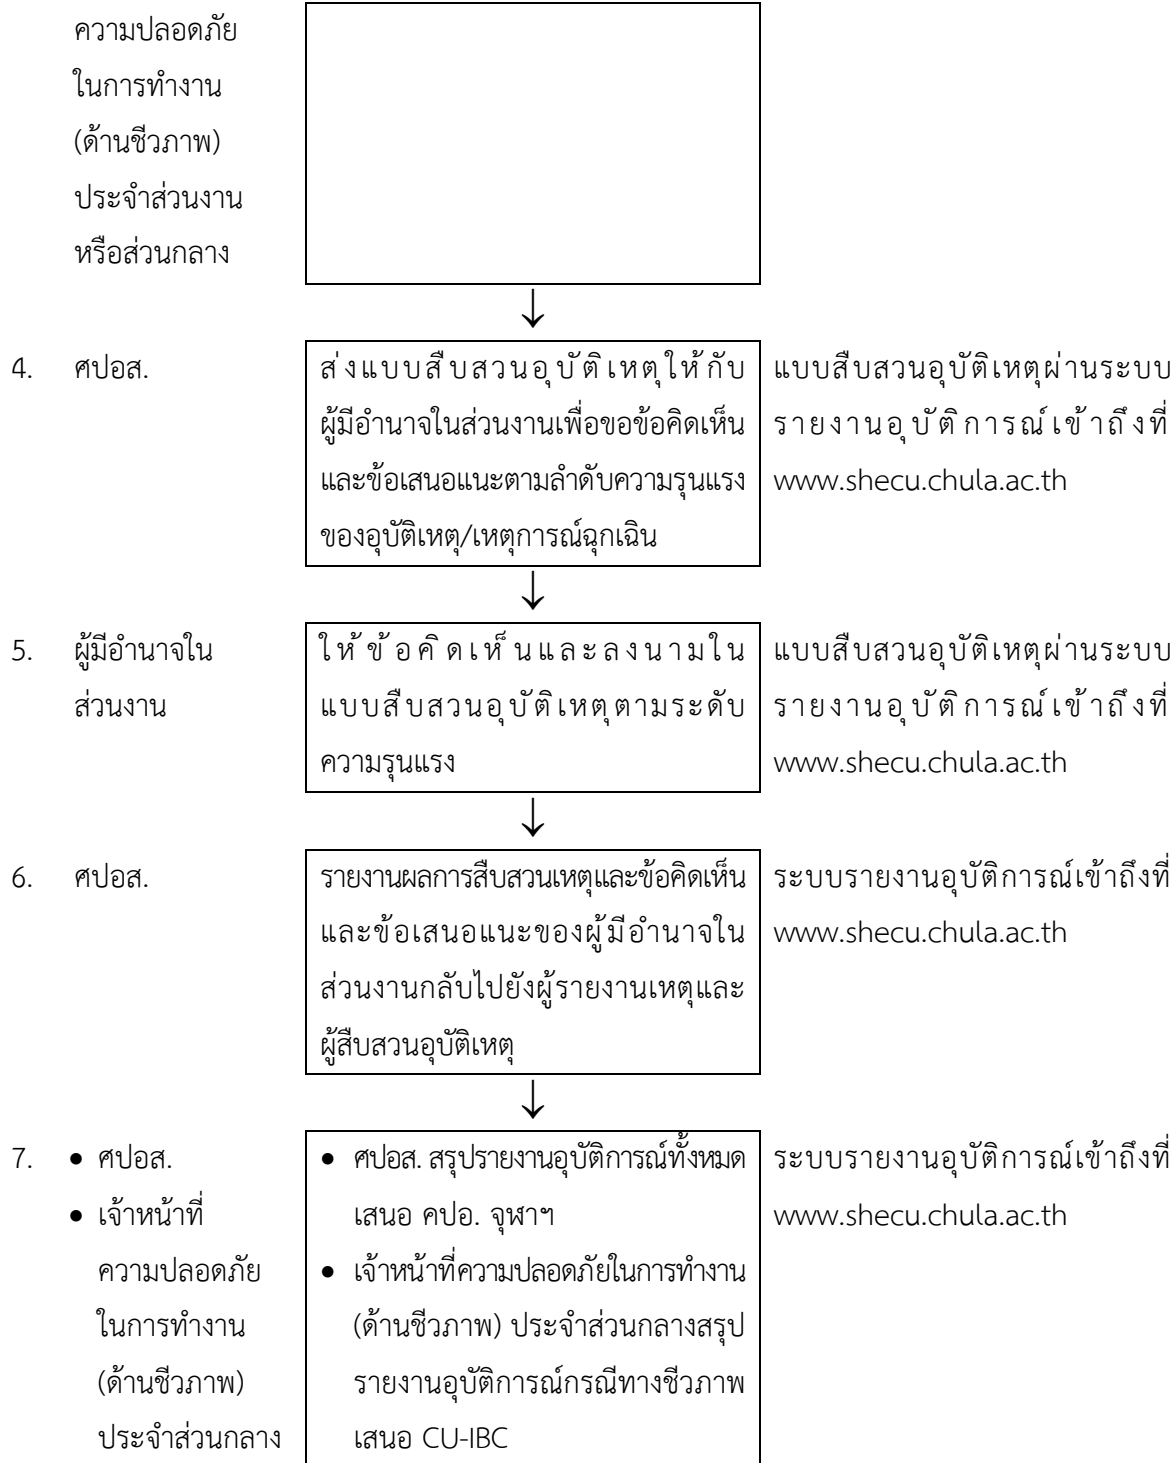 ความปลอดภัย
ในการทำงาน
(ด้านชีวภาพ)
ประจำส่วนงาน
หรือส่วนกลาง
↓
4. ศปอส. ส่งแบบสืบสวนอุบัติเหตุให้กับ แบบสืบสวนอุบัติเหตุผ่านระบบ
ผู้มีอำนาจในส่วนงานเพื่อขอข้อคิดเห็น รายงานอุบัติการณ์เข้าถึงที่
และข้อเสนอแนะตามลำดับความรุนแรง www.shecu.chula.ac.th
ของอุบัติเหตุ/เหตุการณ์ฉุกเฉิน
↓
5. ผู้มีอำนาจใน ให้ข้อคิดเห็นและลงนามใน แบบสืบสวนอุบัติเหตุผ่านระบบ
ส่วนงาน แบบสืบสวนอุบัติเหตุตามระดับ รายงานอุบัติการณ์เข้าถึงที่
ความรุนแรง www.shecu.chula.ac.th
↓
6. ศปอส. รายงานผลการสืบสวนเหตุและข้อคิดเห็น ระบบรายงานอุบัติการณ์เข้าถึงที่
และข้อเสนอแนะของผู้มีอำนาจใน www.shecu.chula.ac.th
ส่วนงานกลับไปยังผู้รายงานเหตุและ
ผู้สืบสวนอุบัติเหตุ
↓
7. • ศปอส. • ศปอส. สรุปรายงานอุบัติการณ์ทั้งหมด ระบบรายงานอุบัติการณ์เข้าถึงที่
• เจ้าหน้าที่ เสนอ คปอ. จุฬาฯ www.shecu.chula.ac.th
ความปลอดภัย • เจ้าหน้าที่ความปลอดภัยในการทำงาน
ในการทำงาน (ด้านชีวภาพ) ประจำส่วนกลางสรุป
(ด้านชีวภาพ) รายงานอุบัติการณ์กรณีทางชีวภาพ
ประจำส่วนกลาง เสนอ CU-IBC